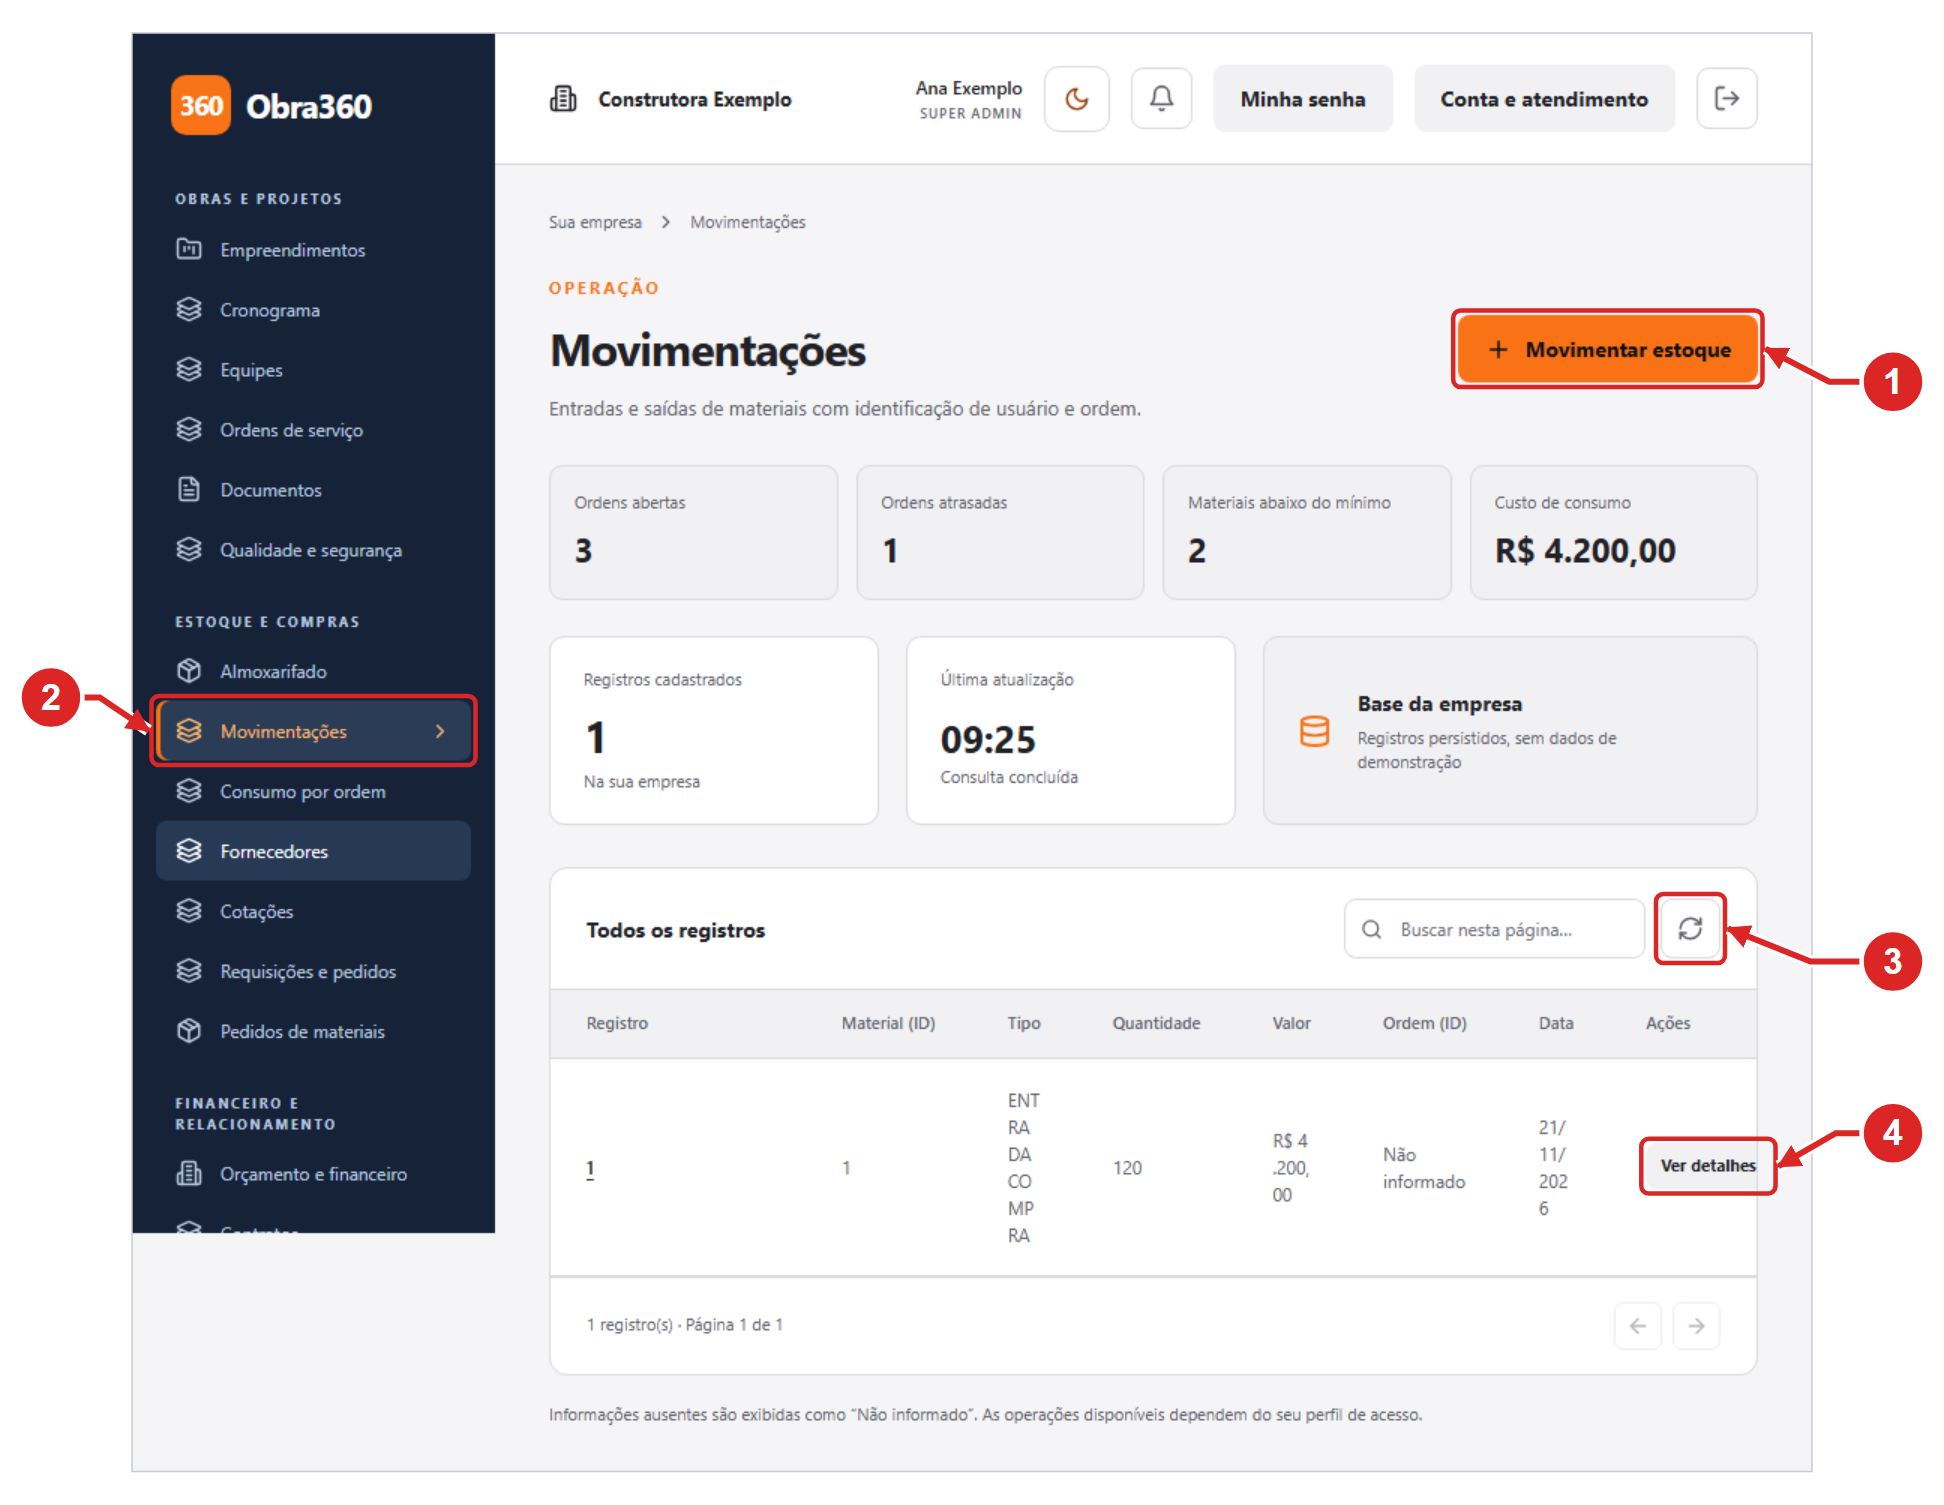 360 Obra360
Construtora Exemplo
Ana Exemplo
SUPER ADMIN
Minha senha
Conta e atendimento
OBRAS E PROJETOS
Empreendimentos
Cronograma
Equipes
Ordens de serviço
Documentos
Qualidade e segurança
ESTOQUE E COMPRAS
Almoxarifado
2
Movimentações
Consumo por ordem
Fornecedores
Cotações
Requisições e pedidos
Pedidos de materiais
FINANCEIRO E
RELACIONAMENTO
Orçamento e financeiro
Sua empresa > Movimentações
OPERAÇÃO
Movimentações
Entradas e saídas de materiais com identificação de usuário e ordem.
+ Movimentar estoque
1
Ordens abertas
3
Ordens atrasadas
1
Materiais abaixo do mínimo
2
Custo de consumo
R$ 4.200,00
Registros cadastrados
1
Na sua empresa
Última atualização
09:25
Consulta concluída
Base da empresa
Registros persistidos, sem dados de
demonstração
Todos os registros
Buscar nesta página...
3
Registro Material (ID) Tipo Quantidade Valor Ordem (ID) Data Ações
1
1
ENT
RA
DA
CO
MP
RA
120
R$ 4
.200,
00
Não
informado
21/
11/
202
6
Ver detalhes
4
1 registro(s) · Página 1 de 1
Informações ausentes são exibidas como “Não informado”. As operações disponíveis dependem do seu perfil de acesso.